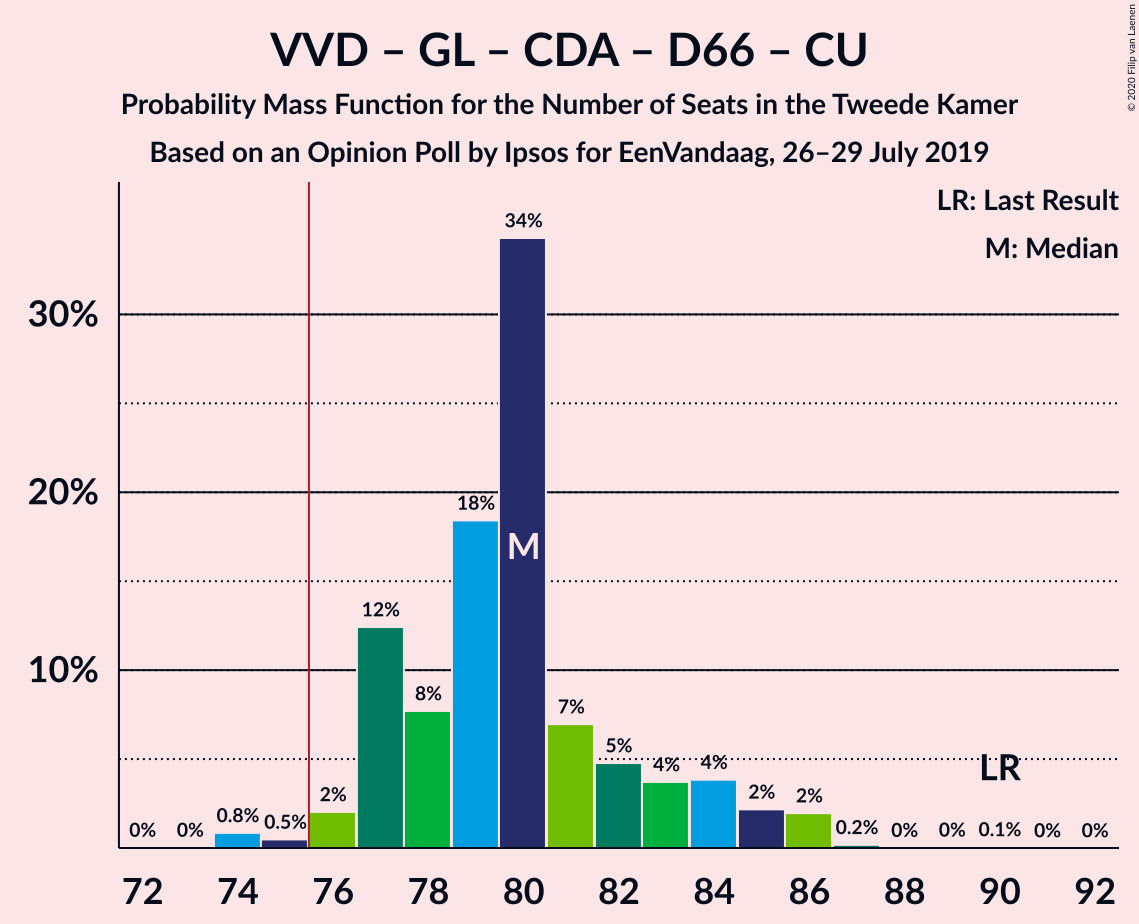 VVD – GL – CDA – D66 – CU
Probability Mass Function for the Number of Seats in the Tweede Kamer
Based on an Opinion Poll by Ipsos for EenVandaag, 26–29 July 2019
© 2020 Filip van Laenen
LR: Last Result
M: Median
30%
20%
10%
0%
0%
0.8%
0.5%
2%
12%
8%
18%
34%
M
7%
5%
4%
4%
2%
2%
0.2%
0%
0%
0.1%
LR
0%
0%
72 74 76 78 80 82 84 86 88 90 92